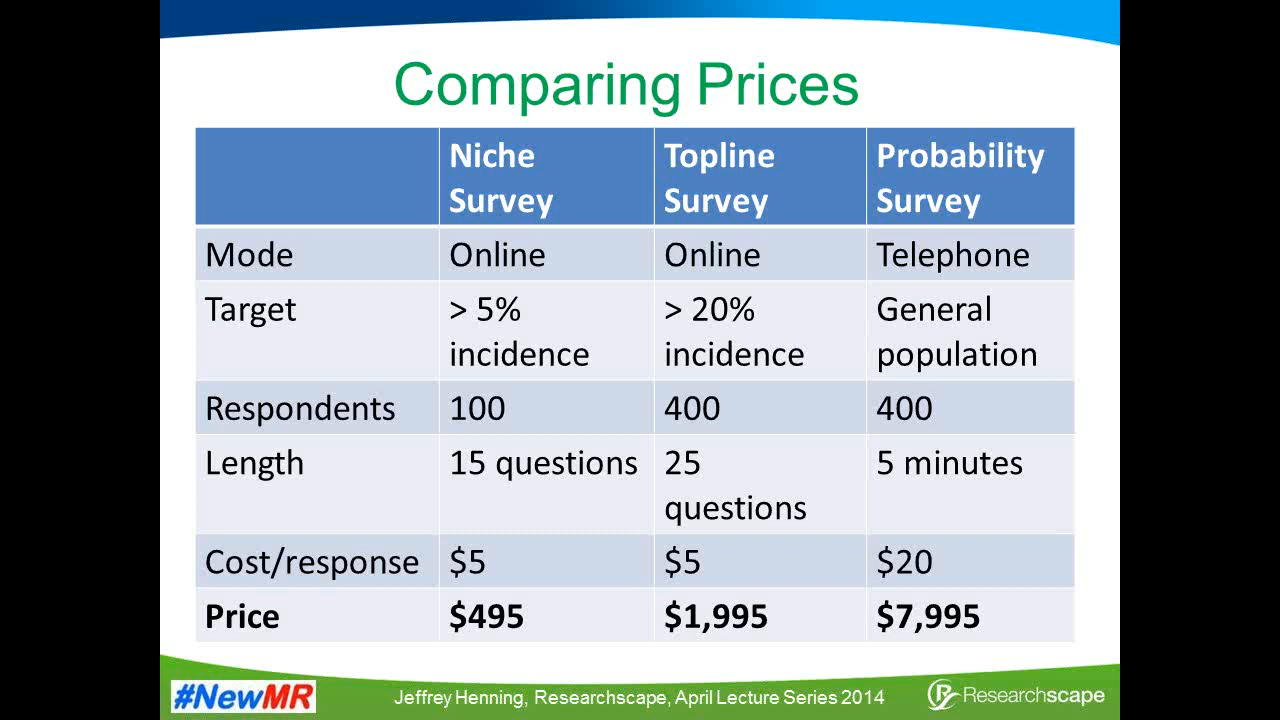 Comparing Prices
Niche Survey Topline Survey Probability Survey
Mode Online Online Telephone
Target > 5% incidence > 20% incidence General population
Respondents 100 400 400
Length 15 questions 25 questions 5 minutes
Cost/response $5 $5 $20
Price $495 $1,995 $7,995
#NewMR Jeffrey Henning, Researchscape, April Lecture Series 2014 Researchscape